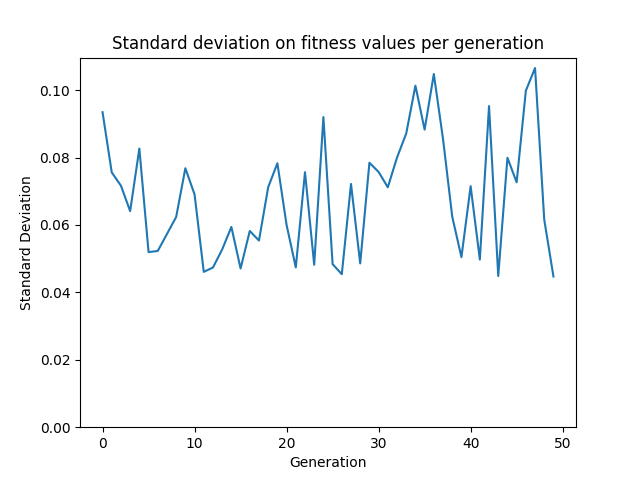 Standard deviation on fitness values per generation
Standard Deviation
0.10
0.08
0.06
0.04
0.02
0.00
0 10 20 30 40 50
Generation